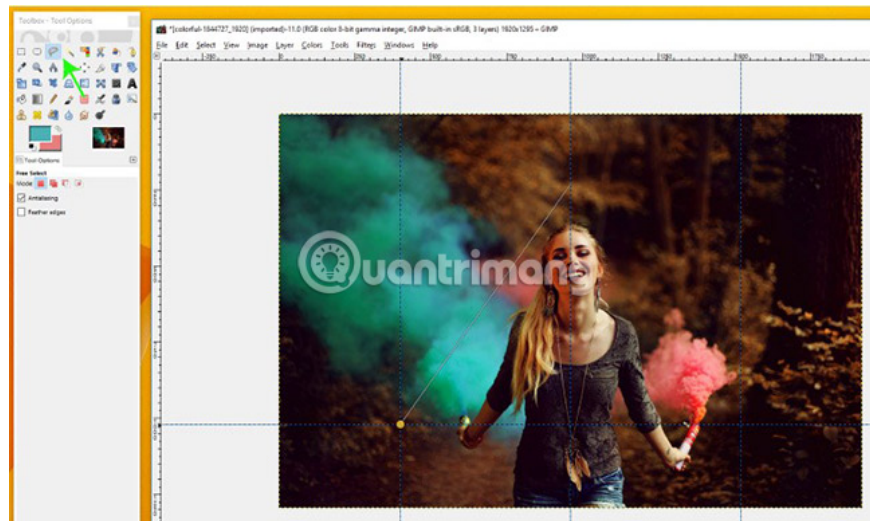 Toolbox - Tool Options
*[colorful-1644727_1920] (imported)-11.0 (RGB color 8-bit gamma integer, GIMP built-in sRGB, 3 layers) 1920x1295 – GIMP
File Edit Select View Image Layer Colors Tools Filters Windows Help
Tool Options
Free Select
Mode:
Antialiasing
Feather edges
uantrimang